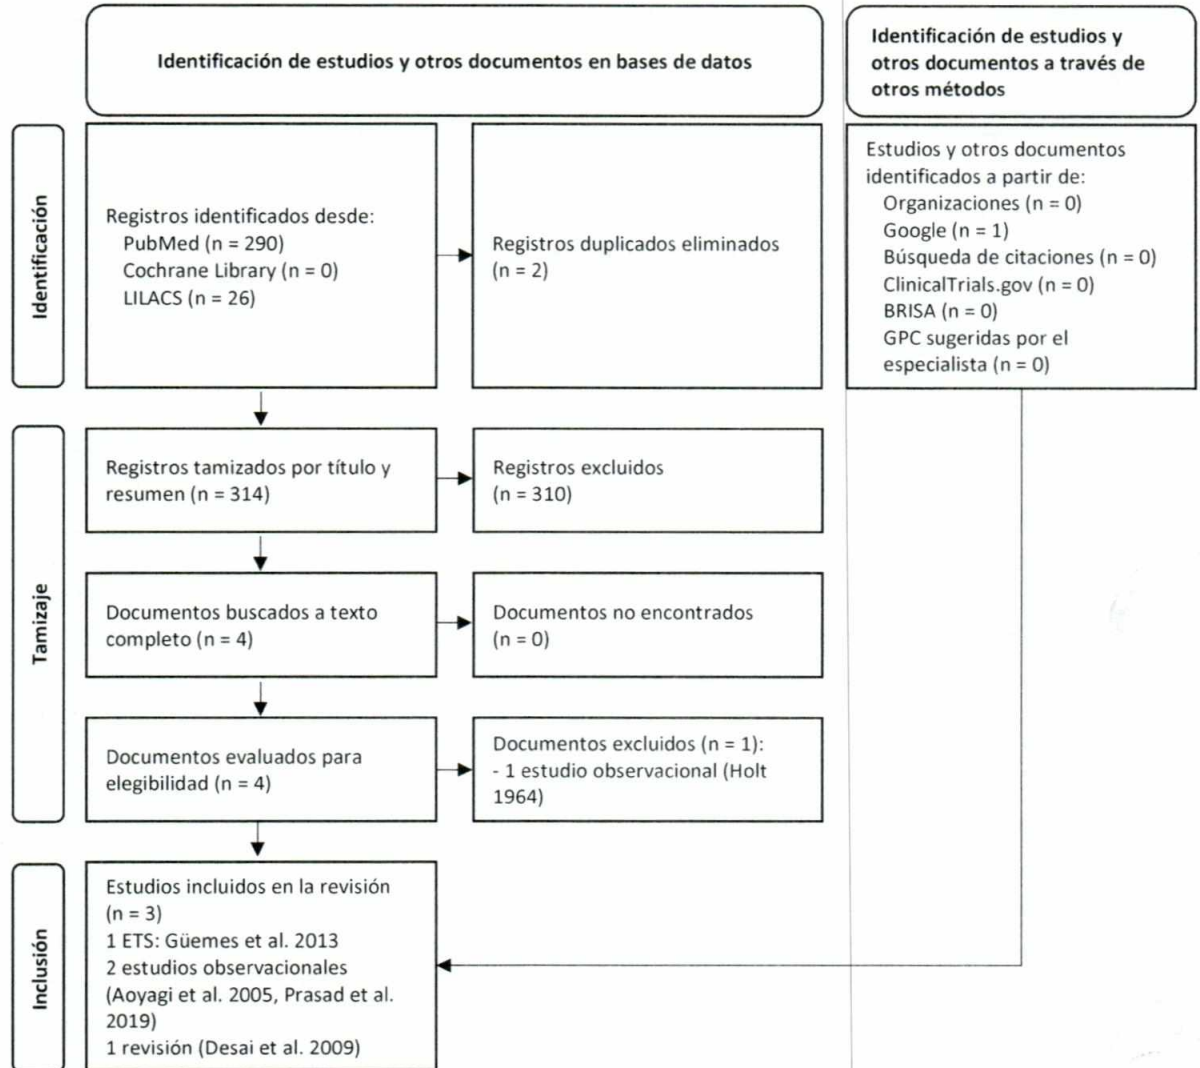 Identificación de estudios y otros documentos en bases de datos
Identificación de estudios y
otros documentos a través de
otros métodos
Identificación
Registros identificados desde:
PubMed (n = 290)
Cochrane Library (n = 0)
LILACS (n = 26)
Registros duplicados eliminados
(n = 2)
Estudios y otros documentos
identificados a partir de:
Organizaciones (n = 0)
Google (n = 1)
Búsqueda de citaciones (n = 0)
ClinicalTrials.gov (n = 0)
BRISA (n = 0)
GPC sugeridas por el
especialista (n = 0)
Tamizaje
Registros tamizados por título y
resumen (n = 314)
Registros excluidos
(n = 310)
Documentos buscados a texto
completo (n = 4)
Documentos no encontrados
(n = 0)
Documentos evaluados para
elegibilidad (n = 4)
Documentos excluidos (n = 1):
- 1 estudio observacional (Holt
1964)
Inclusión
Estudios incluidos en la revisión
(n = 3)
1 ETS: Güemes et al. 2013
2 estudios observacionales
(Aoyagi et al. 2005, Prasad et al.
2019)
1 revisión (Desai et al. 2009)